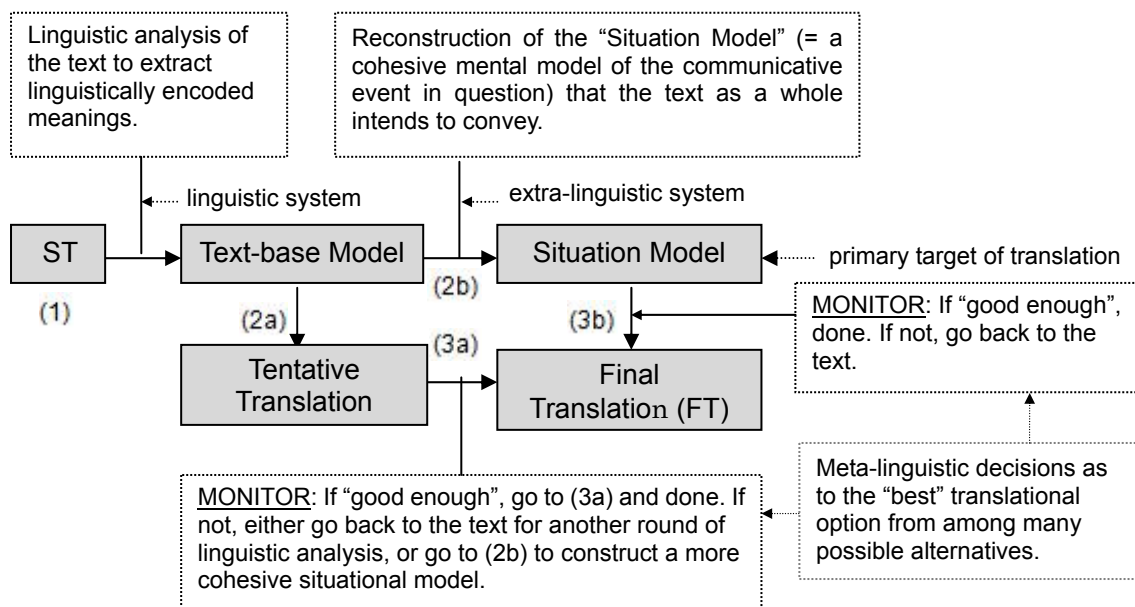 Linguistic analysis of
the text to extract
linguistically encoded
meanings.
Reconstruction of the “Situation Model” (= a
cohesive mental model of the communicative
event in question) that the text as a whole
intends to convey.
linguistic system
extra-linguistic system
ST
Text-base Model
Situation Model
primary target of translation
(1)
(2a)
(2b)
(3a)
(3b)
MONITOR: If “good enough”,
done. If not, go back to the
text.
Tentative
Translation
Final
Translation (FT)
MONITOR: If “good enough”, go to (3a) and done. If
not, either go back to the text for another round of
linguistic analysis, or go to (2b) to construct a more
cohesive situational model.
Meta-linguistic decisions as
to the “best” translational
option from among many
possible alternatives.